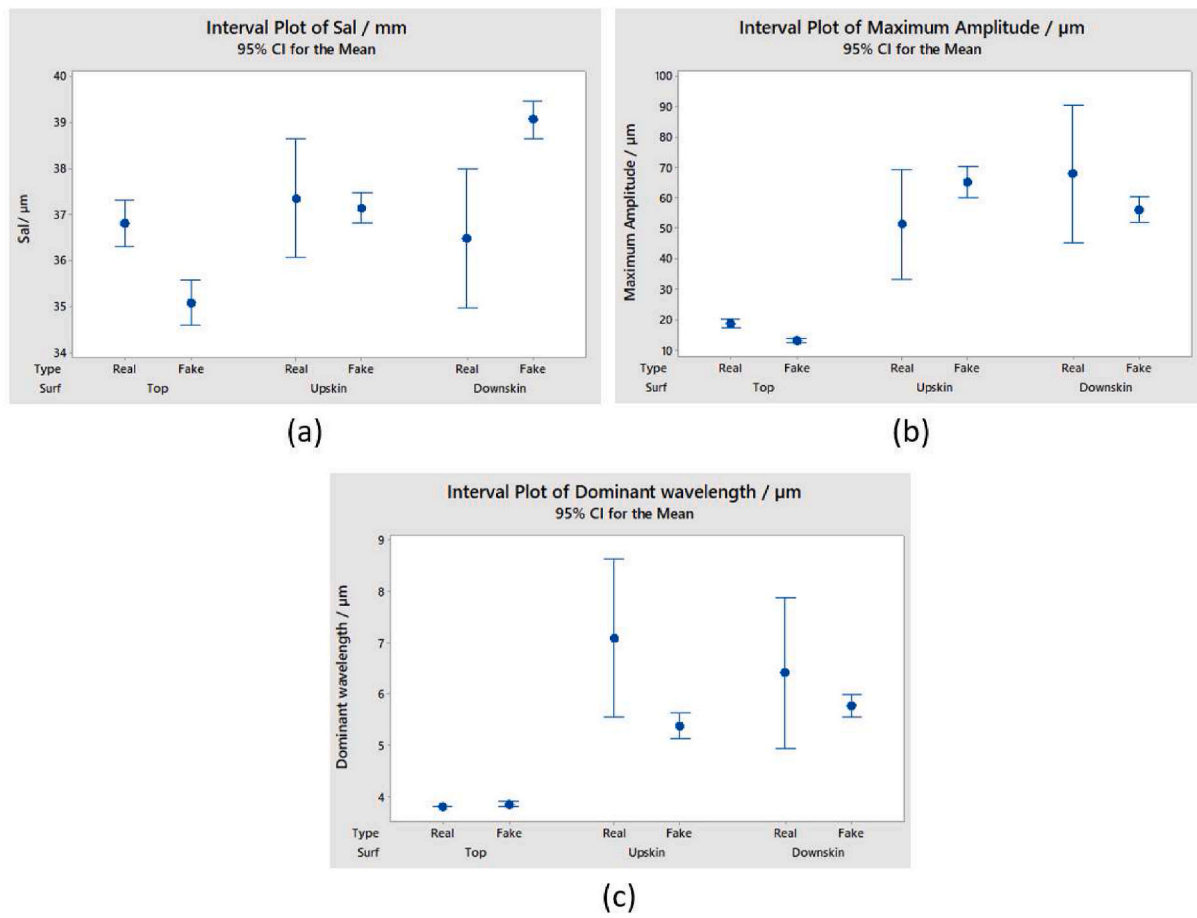 Interval Plot of Sal / mm
95% CI for the Mean
40
39
38
37
36
35
34
Sal/ µm
Type Real Fake Real Fake Real Fake
Surf Top Upskin Downskin
(a)
Interval Plot of Maximum Amplitude / µm
95% CI for the Mean
100
90
80
70
60
50
40
30
20
10
Maximum Amplitude / µm
Type Real Fake Real Fake Real Fake
Surf Top Upskin Downskin
(b)
Interval Plot of Dominant wavelength / µm
95% CI for the Mean
9
8
7
6
5
4
Dominant wavelength / µm
Type Real Fake Real Fake Real Fake
Surf Top Upskin Downskin
(c)